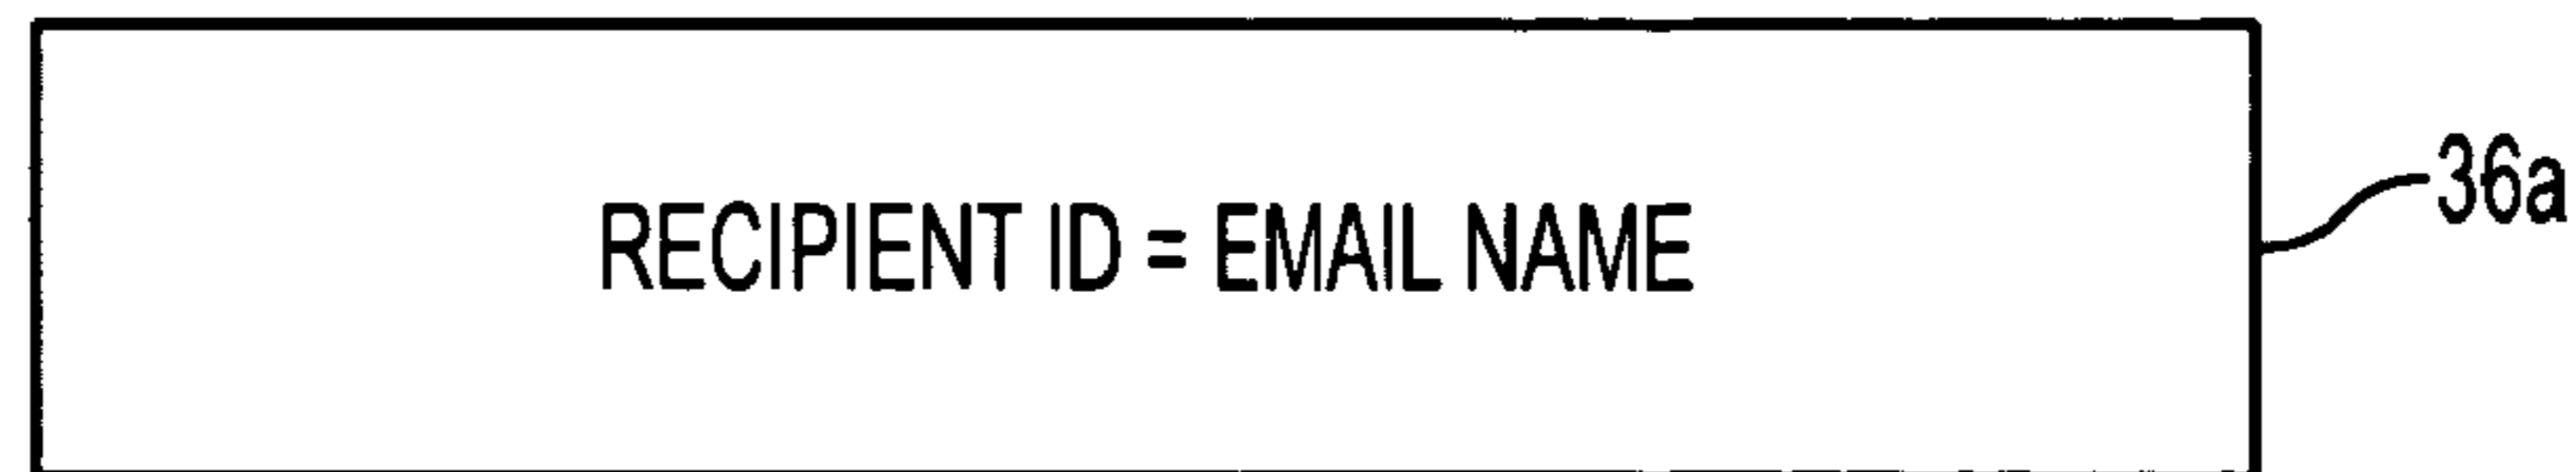 RECIPIENT ID = EMAIL NAME
36a